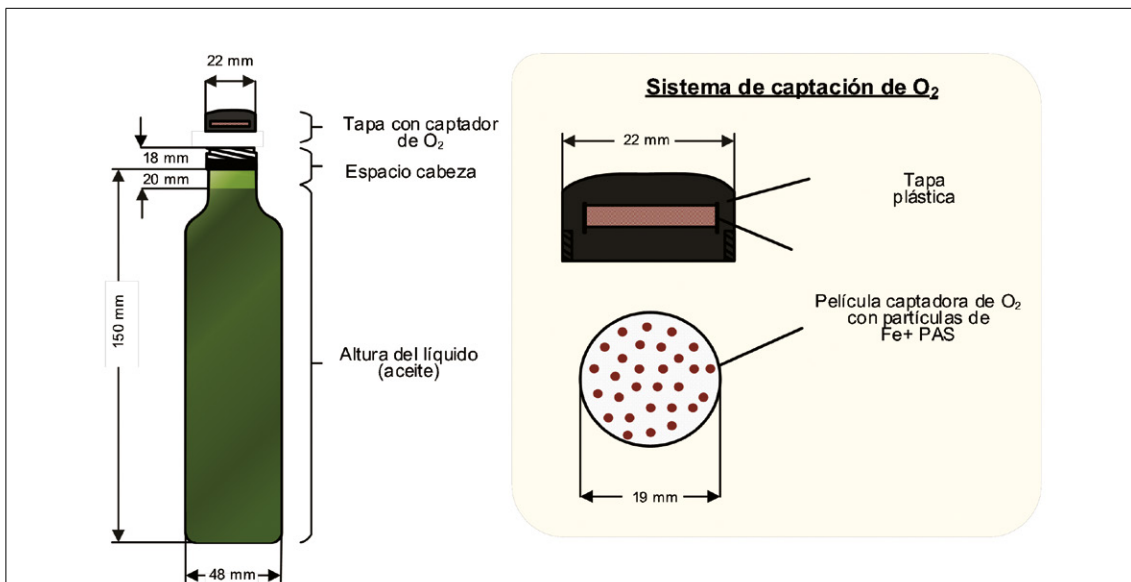 22 mm
Tapa con captador
de O₂
18 mm
Espacio cabeza
20 mm
150 mm
Altura del líquido
(aceite)
48 mm
Sistema de captación de O₂
22 mm
Tapa
plástica
Película captadora de O₂
con partículas de
Fe+ PAS
19 mm